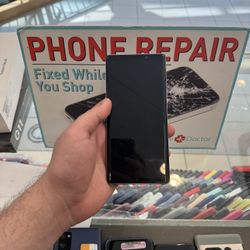 PHONE REPAIR
Fixed While
You Shop
Doctor